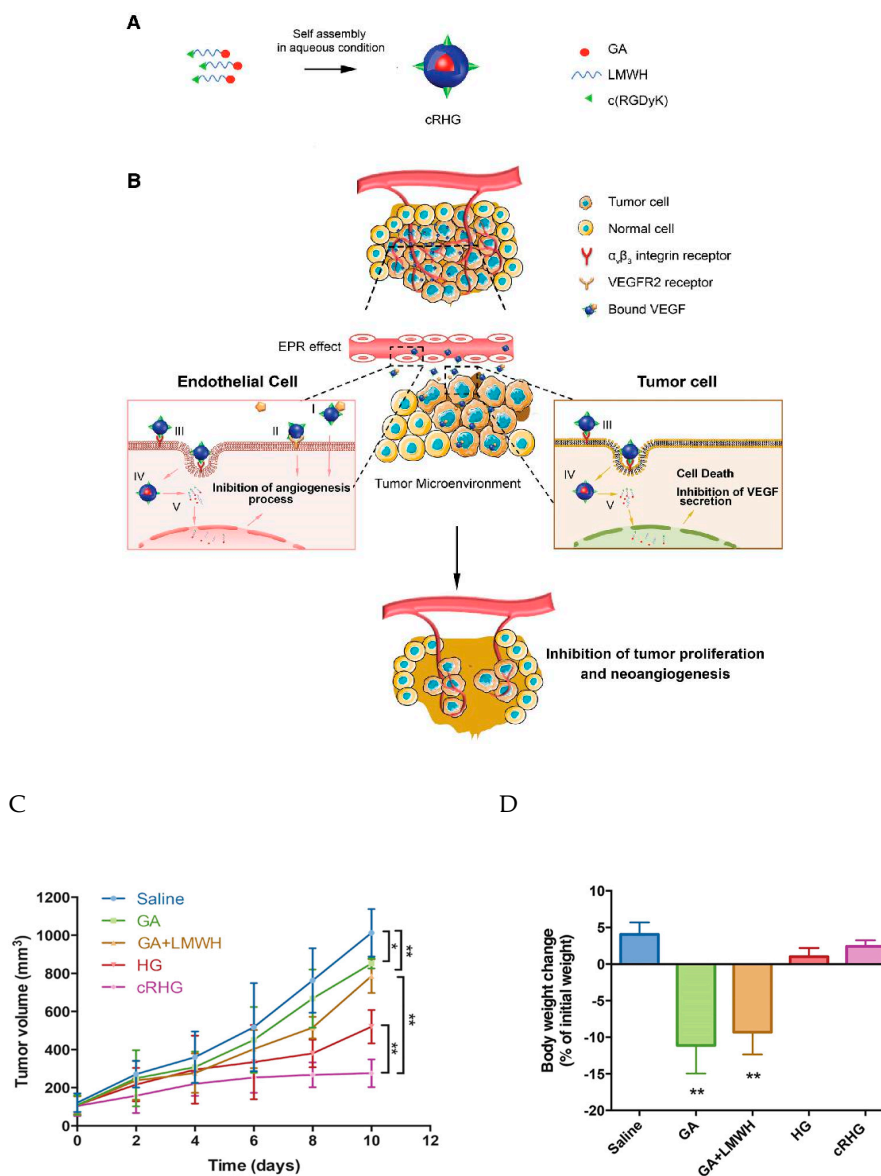 A
Self assembly
in aqueous condition
cRHG
GA
LMWH
c(RGDyK)
B
Tumor cell
Normal cell
αvβ3 integrin receptor
VEGFR2 receptor
Bound VEGF
EPR effect
Endothelial Cell
Tumor cell
I
II
III
IV
V
Inibition of angiogenesis
process
Tumor Microenvironment
III
IV
V
Cell Death
Inhibition of VEGF
secretion
Inhibition of tumor proliferation
and neoangiogenesis
C
D
Tumor volume (mm3)
1200
1000
800
600
400
200
0
Saline
GA
GA+LMWH
HG
cRHG
*
**
**
**
0 2 4 6 8 10 12
Time (days)
Body weight change
(% of initial weight)
10
5
0
-5
-10
-15
-20
**
**
Saline
GA
GA+LMWH
HG
cRHG